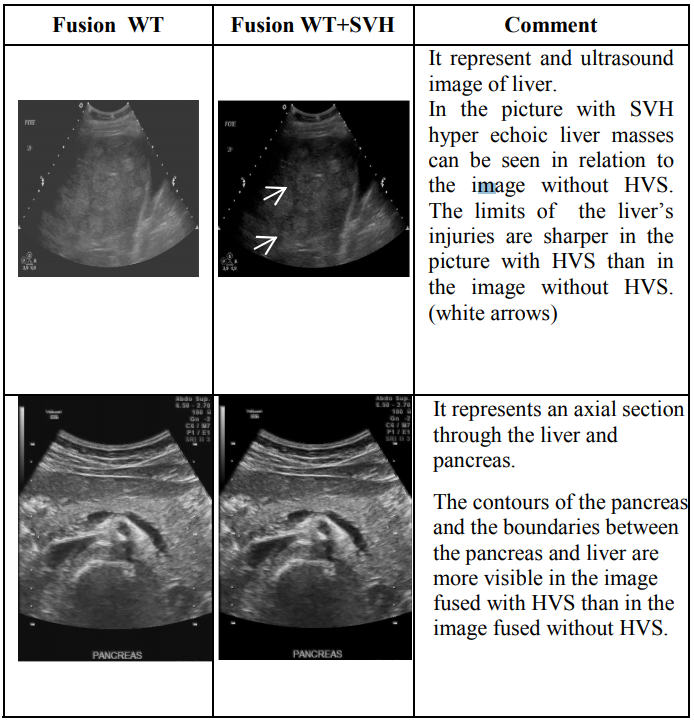 Fusion WT
Fusion WT+SVH
Comment
It represent and ultrasound
image of liver.
In the picture with SVH
hyper echoic liver masses
can be seen in relation to
the image without HVS.
The limits of the liver's
injuries are sharper in the
picture with HVS than in
the image without HVS.
(white arrows)
Abdo Sup.
PANCREAS
Abdo Sup.
PANCREAS
It represents an axial section
through the liver and
pancreas.
The contours of the pancreas
and the boundaries between
the pancreas and liver are
more visible in the image
fused with HVS than in the
image fused without HVS.